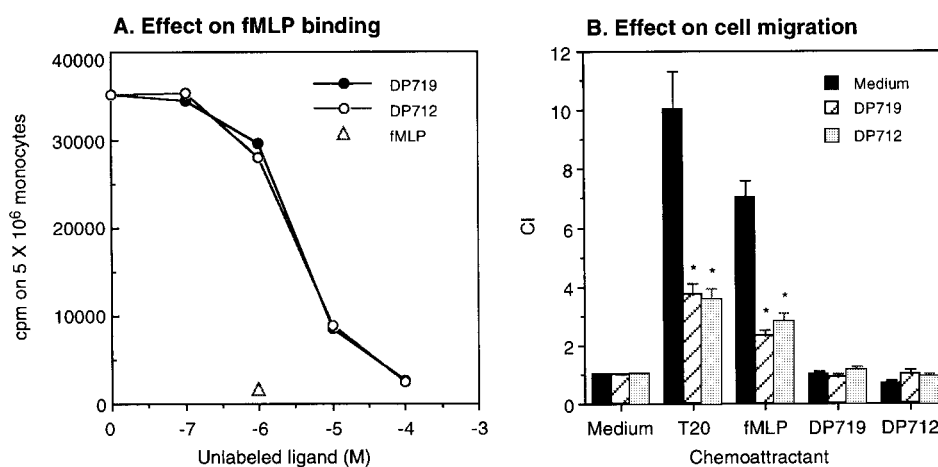 A. Effect on fMLP binding
40000
30000
20000
10000
0
cpm on 5 X 10⁶ monocytes
DP719
DP712
fMLP
0 -7 -6 -5 -4 -3
Unlabeled ligand (M)
B. Effect on cell migration
12
10
8
6
4
2
0
CI
Medium
DP719
DP712
* *
* *
Medium T20 fMLP DP719 DP712
Chemoattractant